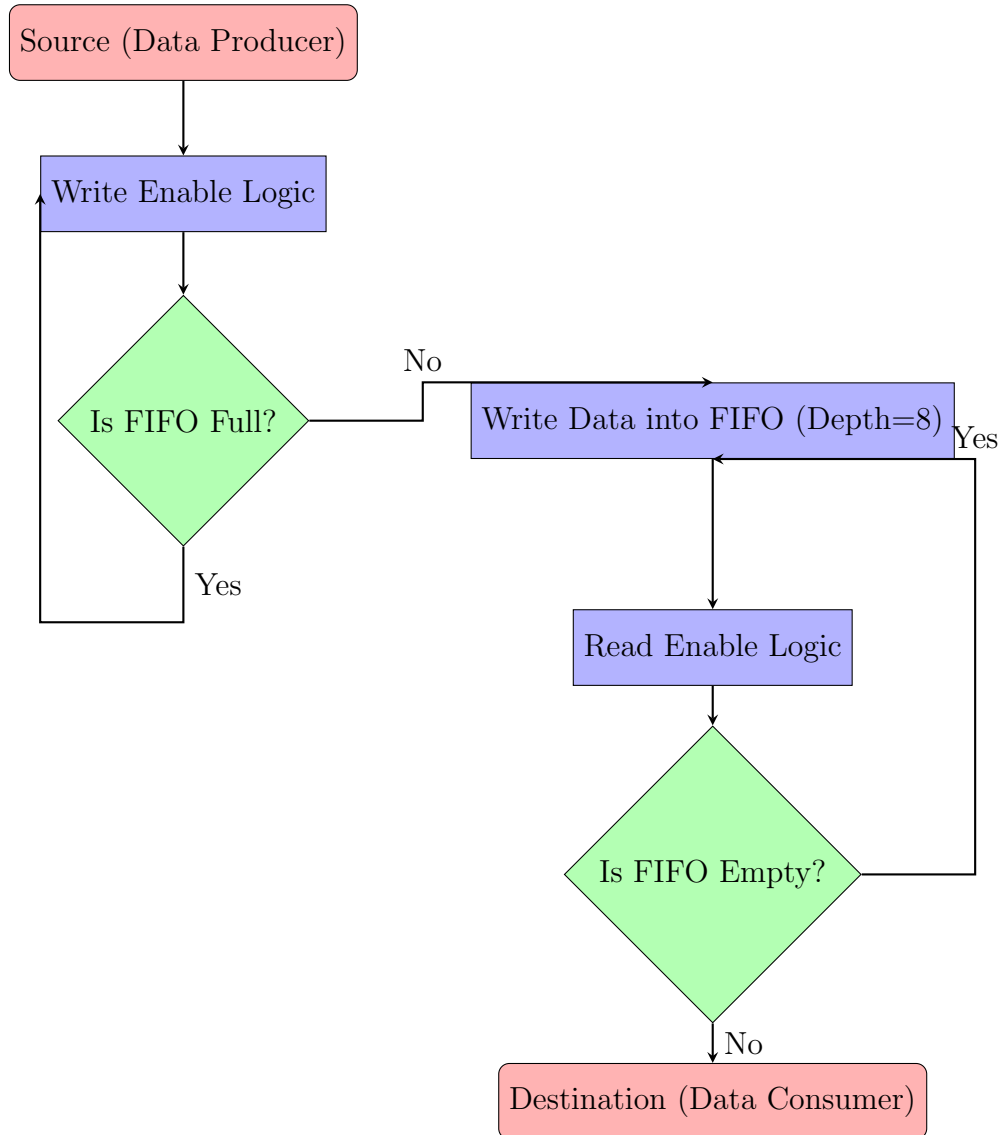 Source (Data Producer)
Write Enable Logic
Is FIFO Full?
No
Write Data into FIFO (Depth=8)
Yes
Yes
Read Enable Logic
Is FIFO Empty?
No
Destination (Data Consumer)